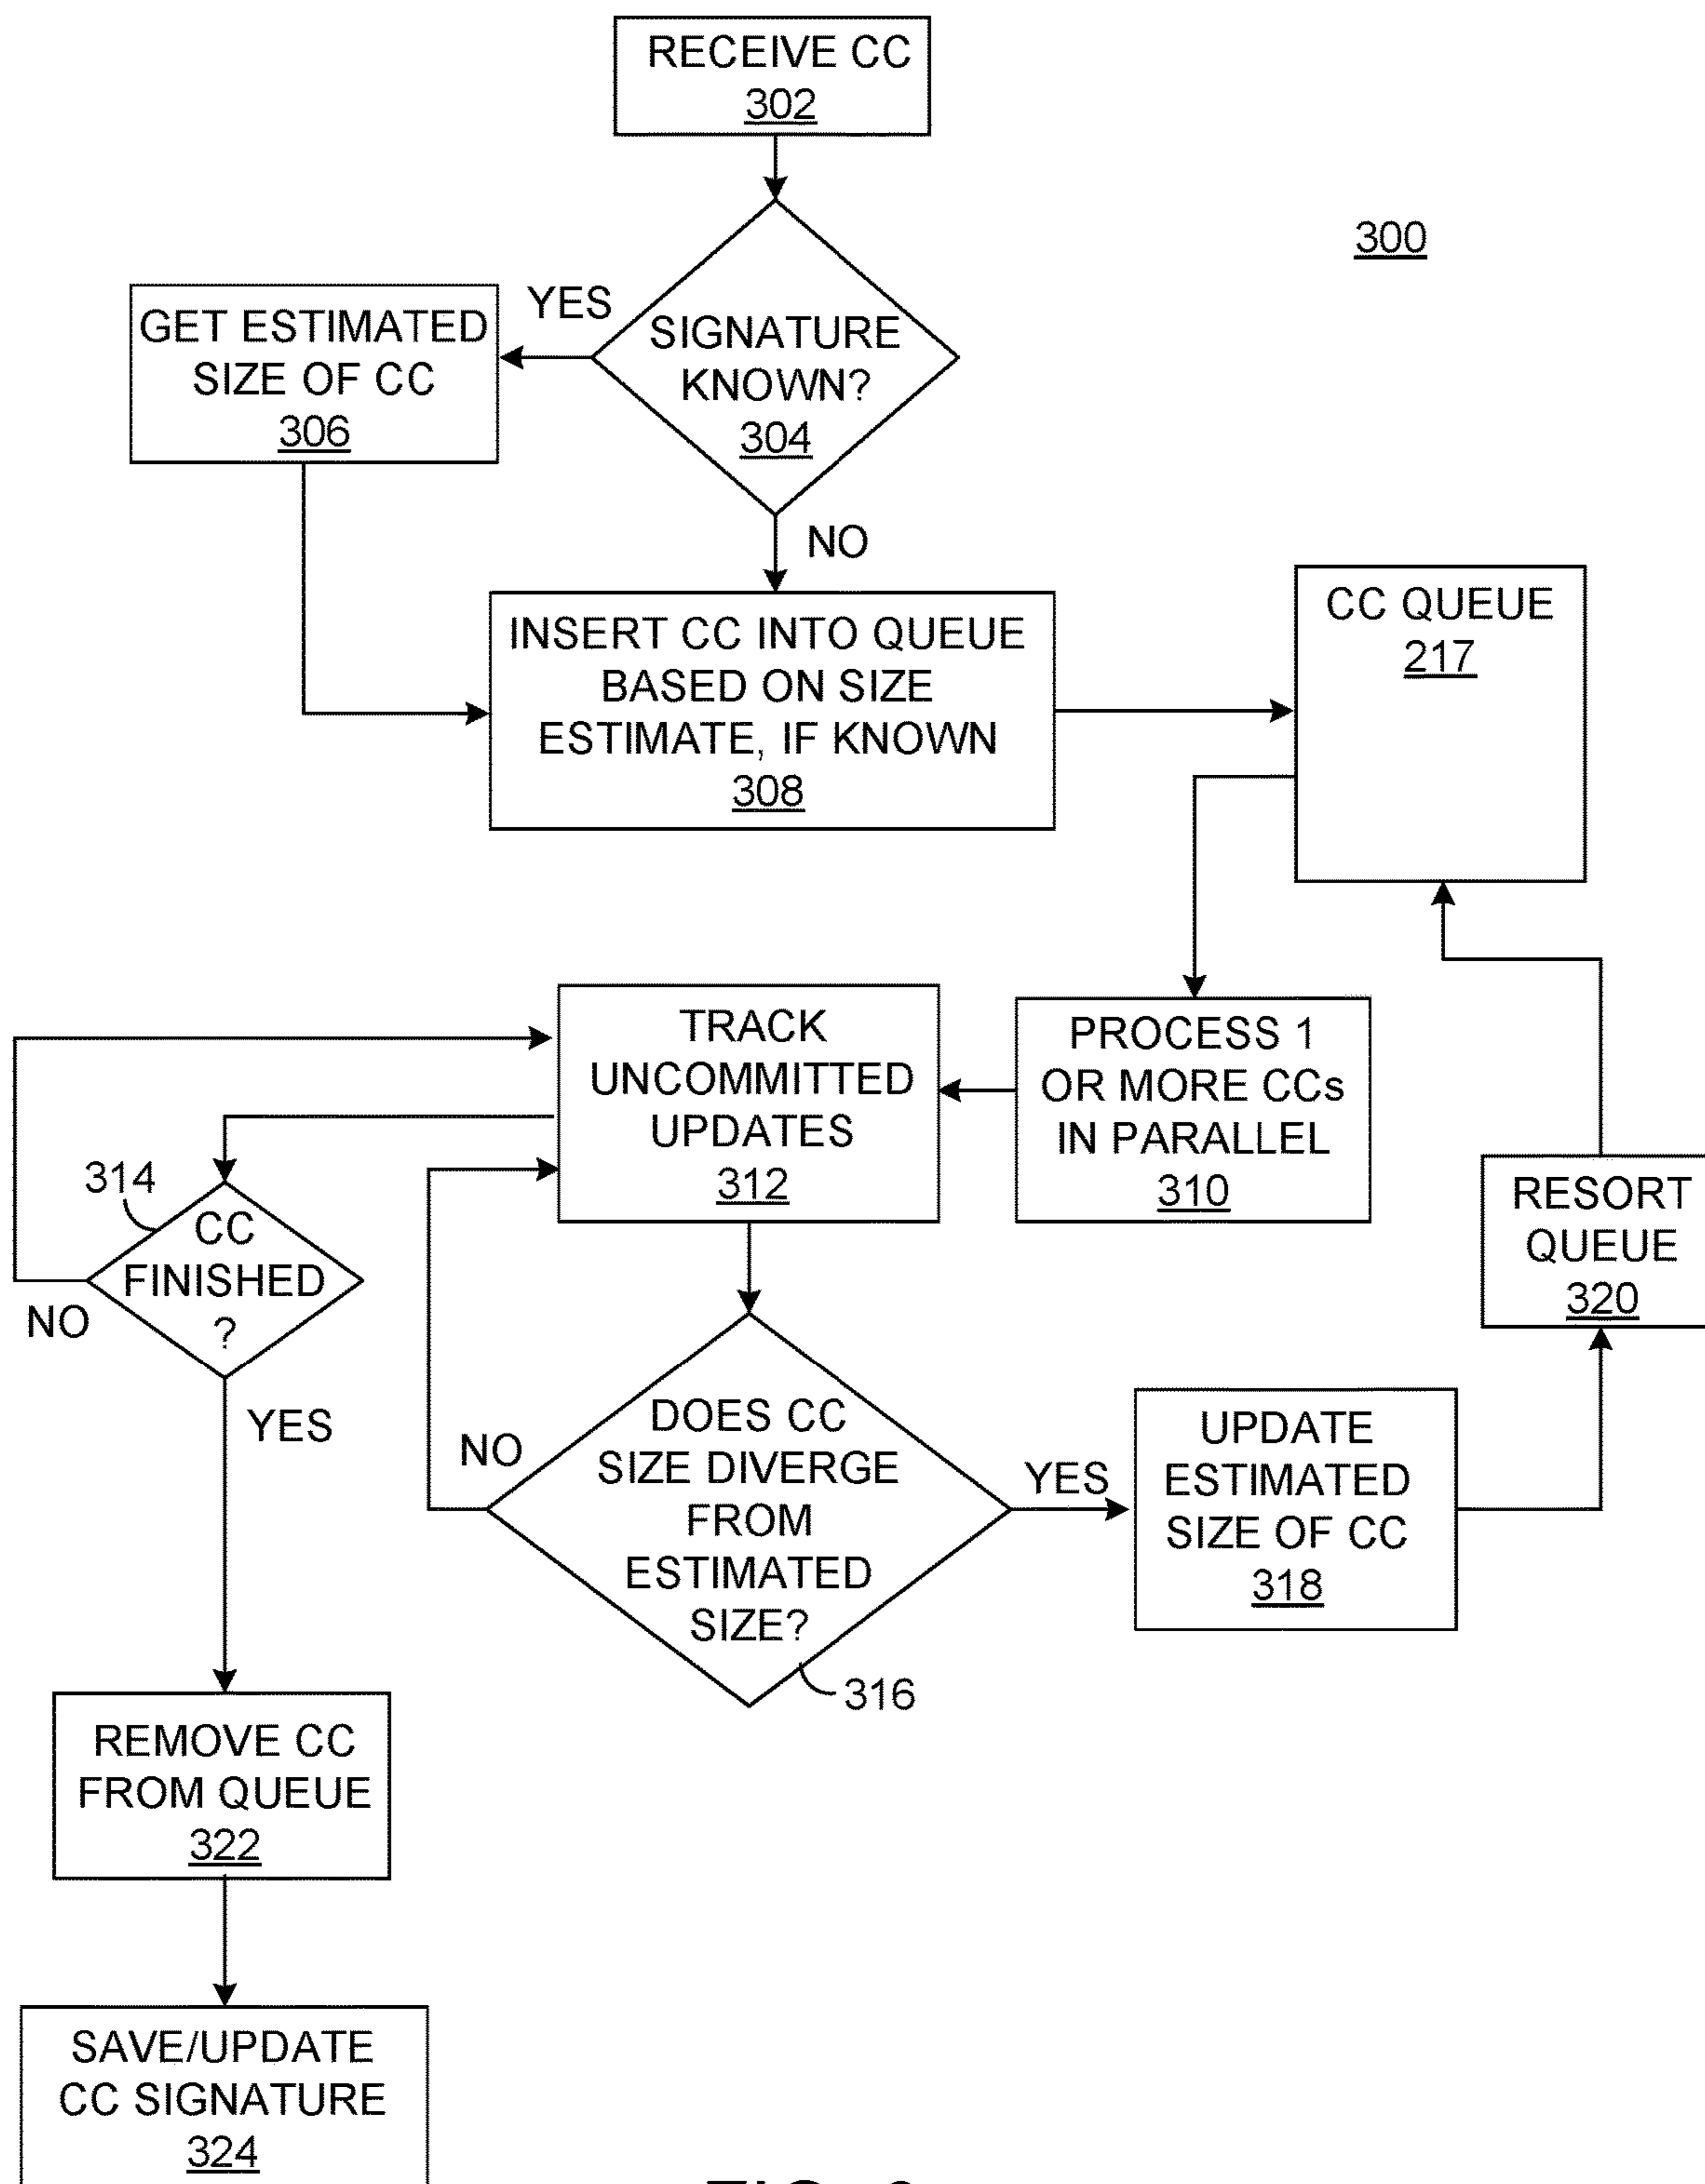 RECEIVE CC
302
300
YES
SIGNATURE
KNOWN?
304
GET ESTIMATED
SIZE OF CC
306
NO
INSERT CC INTO QUEUE
BASED ON SIZE
ESTIMATE, IF KNOWN
308
CC QUEUE
217
PROCESS 1
OR MORE CCs
IN PARALLEL
310
TRACK
UNCOMMITTED
UPDATES
312
314
CC
FINISHED
?
NO
YES
DOES CC
SIZE DIVERGE
FROM
ESTIMATED
SIZE?
316
NO
YES
UPDATE
ESTIMATED
SIZE OF CC
318
RESORT
QUEUE
320
REMOVE CC
FROM QUEUE
322
SAVE/UPDATE
CC SIGNATURE
324